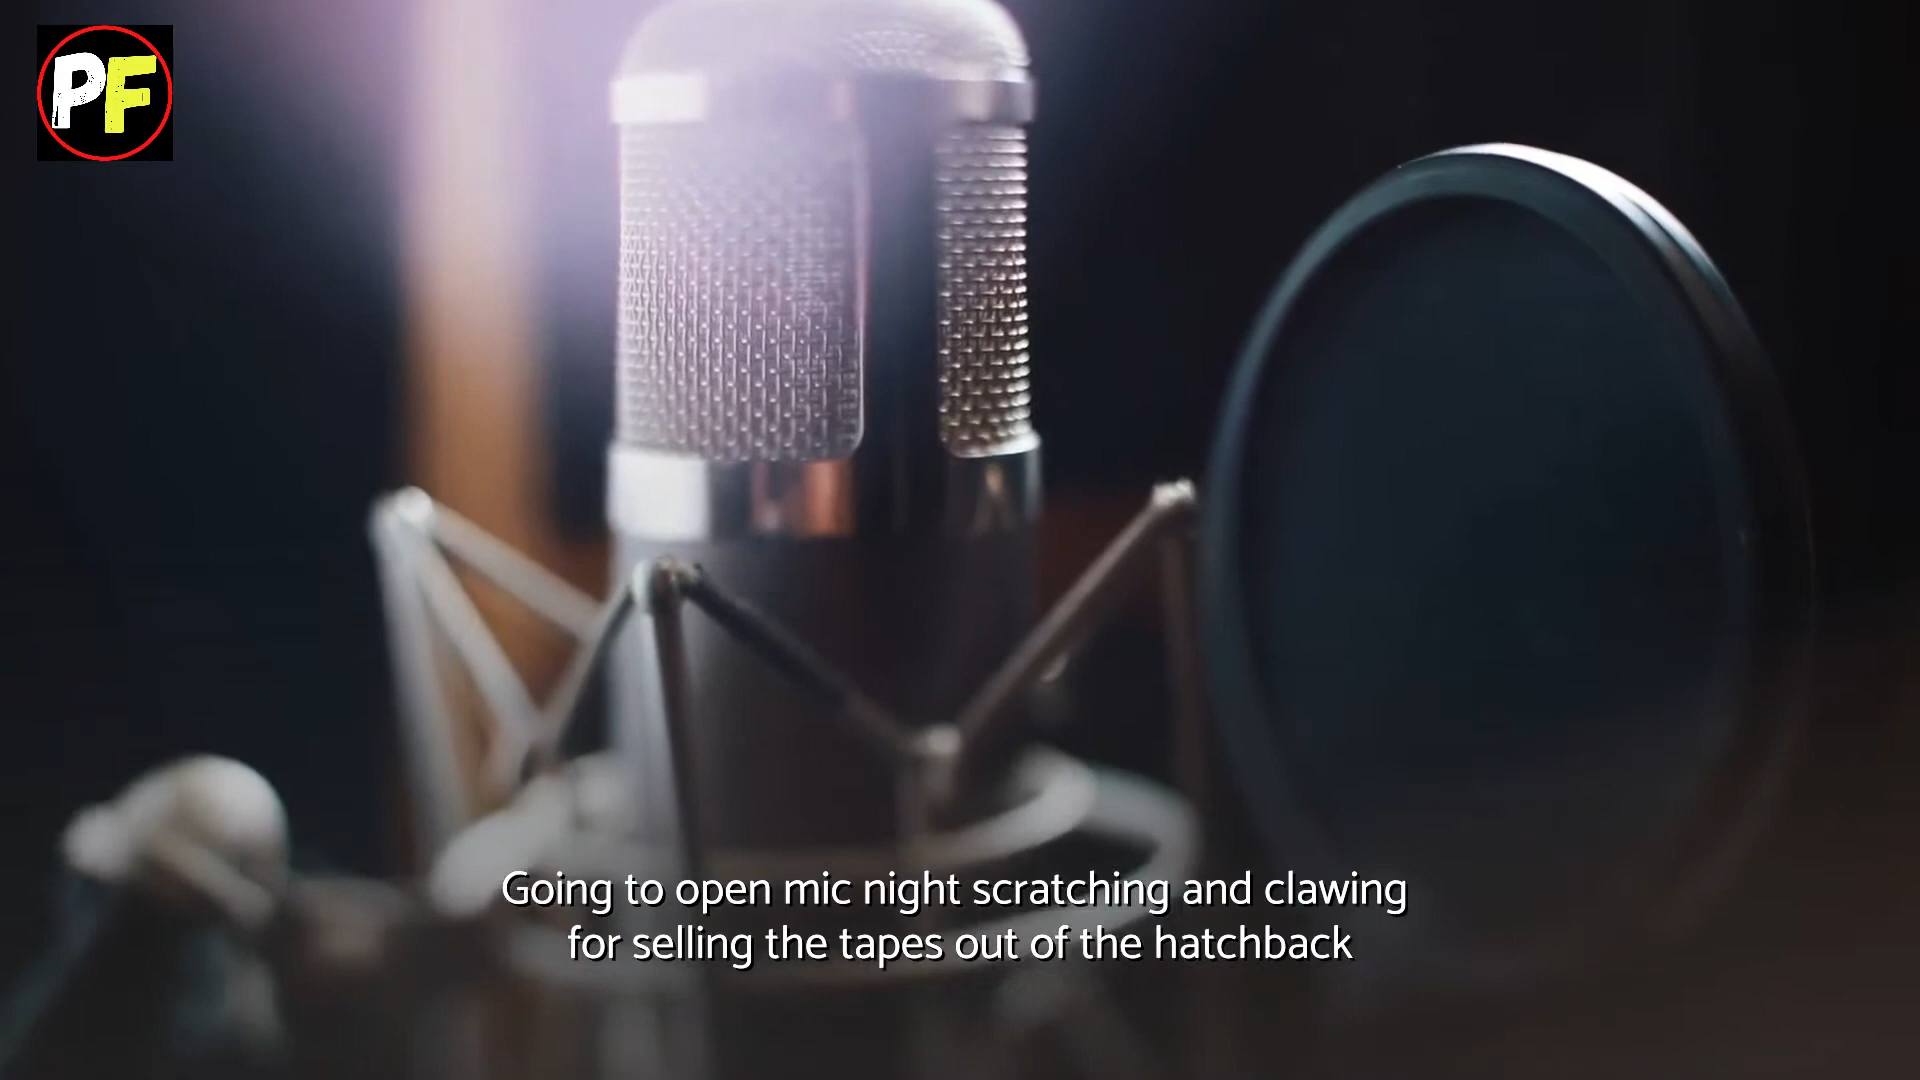 PF
Going to open mic night scratching and clawing
for selling the tapes out of the hatchback